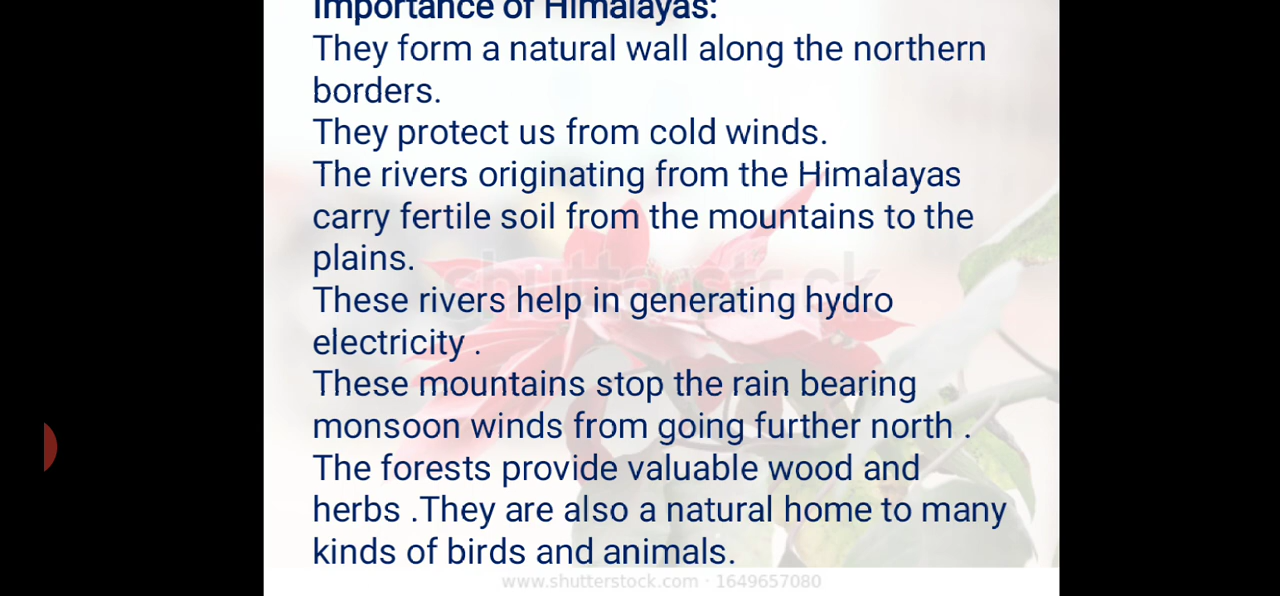 Importance of Himalayas:
They form a natural wall along the northern
borders.
They protect us from cold winds.
The rivers originating from the Himalayas
carry fertile soil from the mountains to the
plains.
These rivers help in generating hydro
electricity .
These mountains stop the rain bearing
monsoon winds from going further north .
The forests provide valuable wood and
herbs .They are also a natural home to many
kinds of birds and animals.
shutterstock
www.shutterstock.com · 1649657080